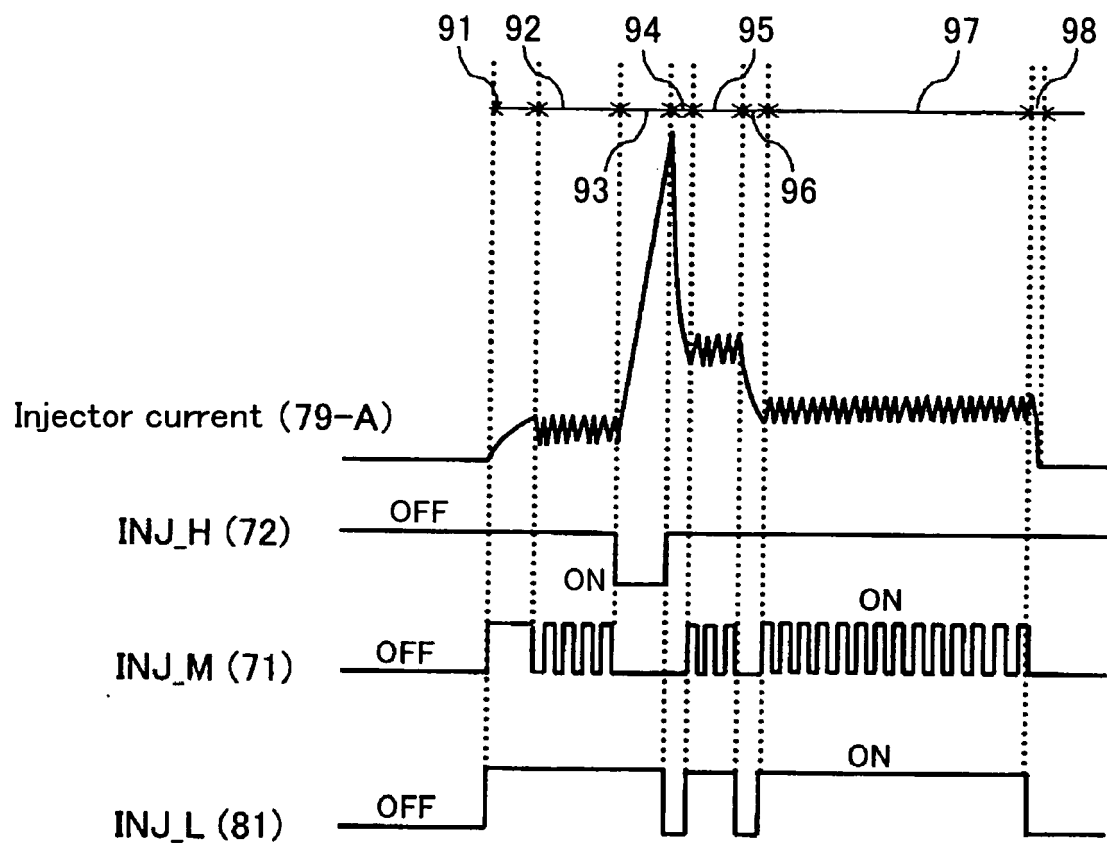 91 92 94 95 97 98
93 96
Injector current (79-A)
OFF
INJ_H (72)
ON
ON
OFF
INJ_M (71)
ON
OFF
INJ_L (81)